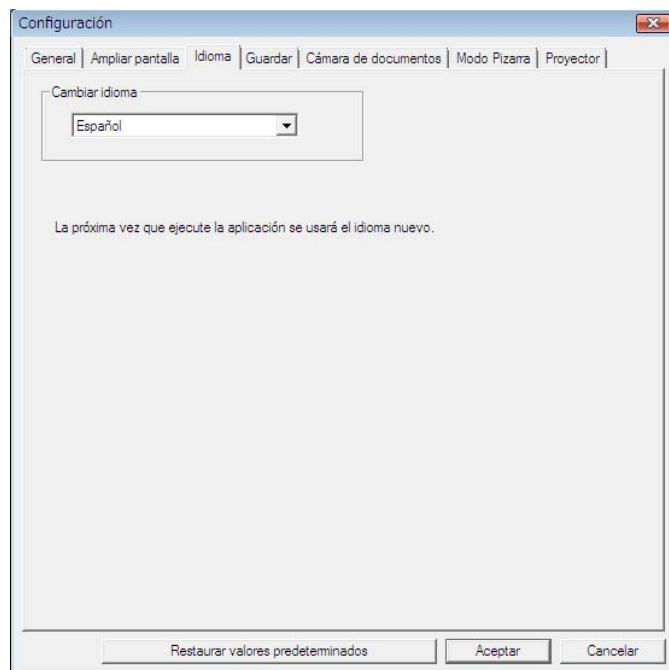 Configuración
General Ampliar pantalla Idioma Guardar Cámara de documentos Modo Pizarra Proyector
Cambiar idioma
Español
La próxima vez que ejecute la aplicación se usará el idioma nuevo.
Restaurar valores predeterminados Aceptar Cancelar